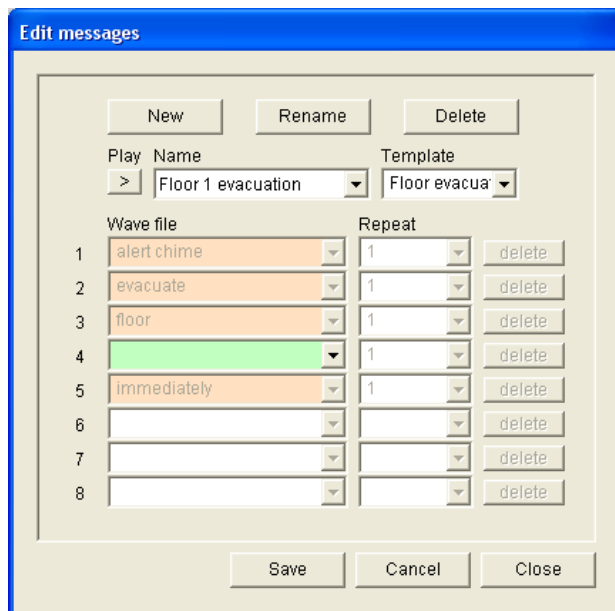 Edit messages
New Rename Delete
Play Name Template
> Floor 1 evacuation Floor evacuat
Wave file Repeat
1 alert chime 1 delete
2 evacuate 1 delete
3 floor 1 delete
4 1 delete
5 immediately 1 delete
6 delete
7 delete
8 delete
Save Cancel Close